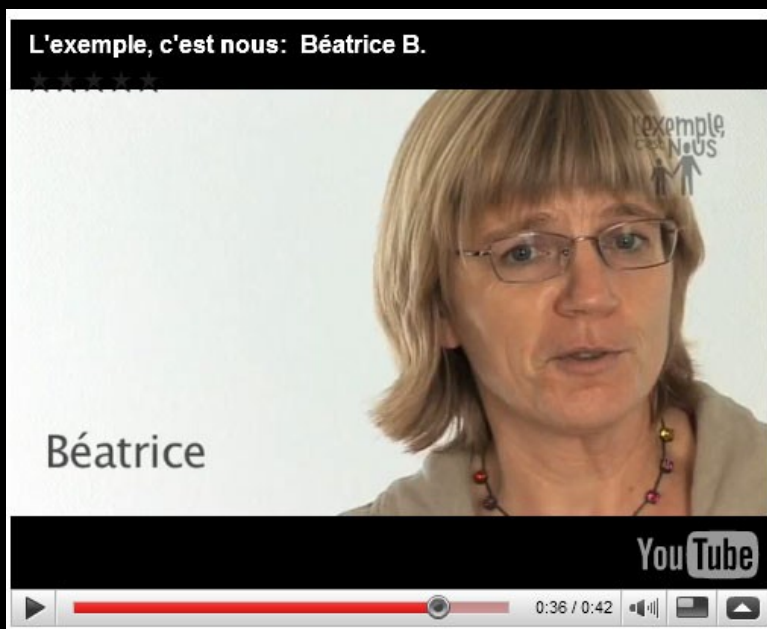 L'exemple, c'est nous:  Béatrice B.
l'exemple,
c'est NOUS
Béatrice
YouTube
0:36 / 0:42